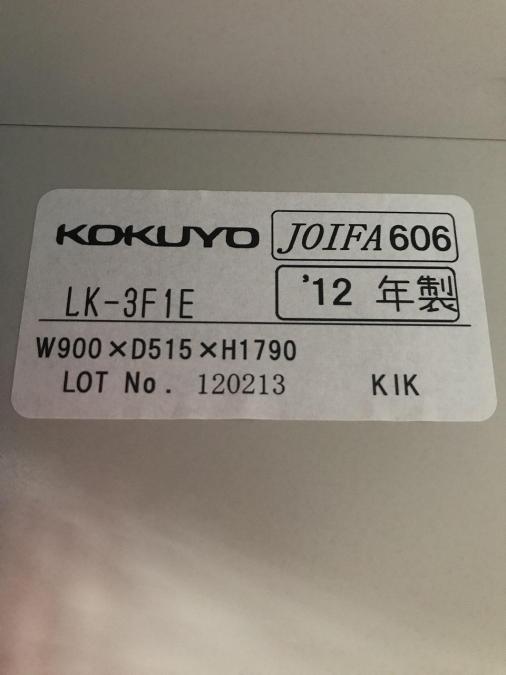 KOKUYO JOIFA606
LK-3F1E '12 年製
W900×D515×H1790
LOT No. 120213 KIK